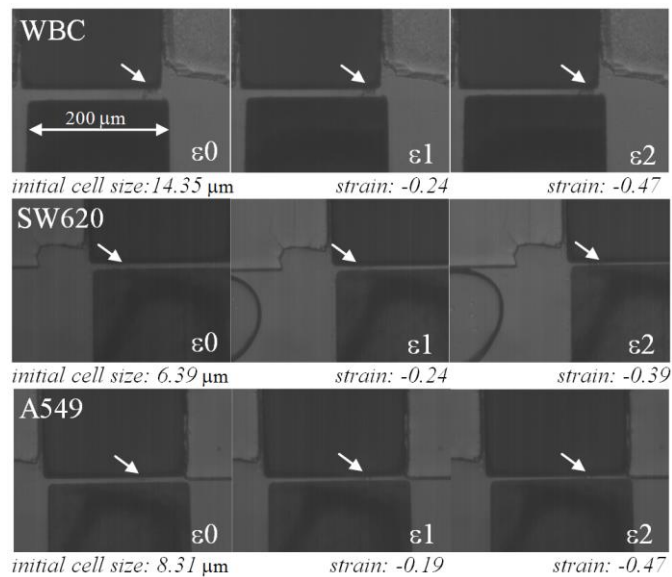 WBC
200 μm
ε0 ε1 ε2
initial cell size:14.35 μm strain: -0.24 strain: -0.47
SW620
ε0 ε1 ε2
initial cell size: 6.39 μm strain: -0.24 strain: -0.39
A549
ε0 ε1 ε2
initial cell size: 8.31 μm strain: -0.19 strain: -0.47